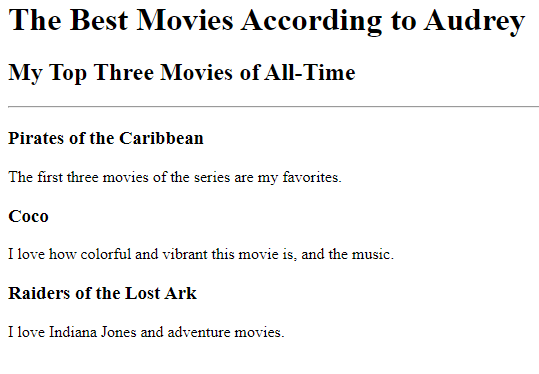 The Best Movies According to Audrey
My Top Three Movies of All-Time
Pirates of the Caribbean
The first three movies of the series are my favorites.
Coco
I love how colorful and vibrant this movie is, and the music.
Raiders of the Lost Ark
I love Indiana Jones and adventure movies.